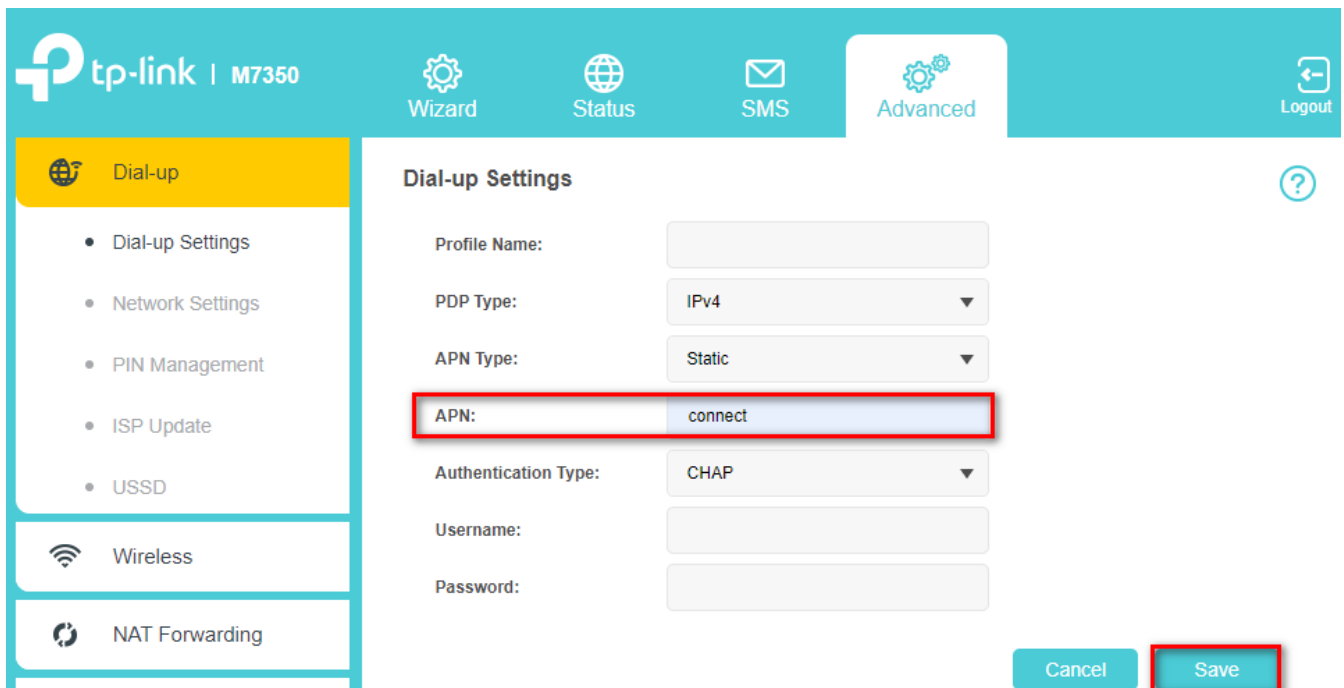 tp-link | M7350
Wizard
Status
SMS
Advanced
Logout
Dial-up
Dial-up Settings
Network Settings
PIN Management
ISP Update
USSD
Wireless
NAT Forwarding
Dial-up Settings
?
Profile Name:
PDP Type: IPv4
APN Type: Static
APN: connect
Authentication Type: CHAP
Username:
Password:
Cancel Save